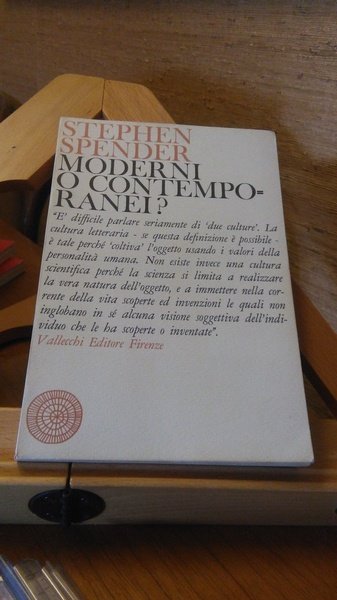 STEPHEN
SPENDER
MODERNI
O CONTEMPO-
RANEI?
"E' difficile parlare seriamente di 'due culture'. La
cultura letteraria - se questa definizione è possibile -
è tale perché 'coltiva' l'oggetto usando i valori della
personalità umana. Non esiste invece una cultura
scientifica perché la scienza si limita a realizzare
la vera natura dell'oggetto, e a immettere nella cor-
rente della vita scoperte ed invenzioni le quali non
inglobano in sé alcuna visione soggettiva dell'indi-
viduo che le ha scoperte o inventate".
Vallecchi Editore Firenze